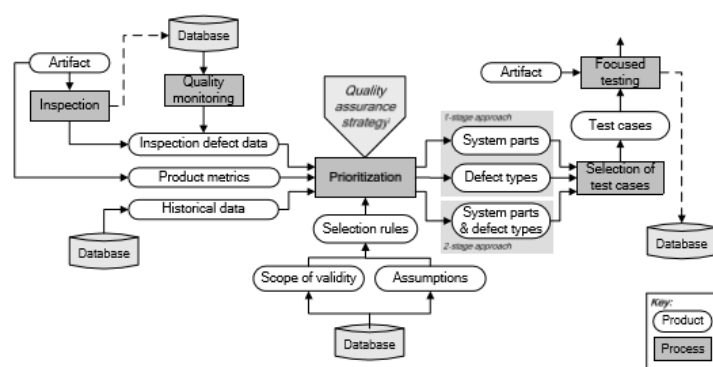 Database
Artifact
Inspection
Quality
monitoring
Quality
assurance
strategy
Artifact
Focused
testing
Test cases
1-stage approach
System parts
Defect types
System parts
& defect types
2-stage approach
Selection of
test cases
Inspection defect data
Product metrics
Historical data
Prioritization
Database
Selection rules
Scope of validity
Assumptions
Database
Database
Key:
Product
Process